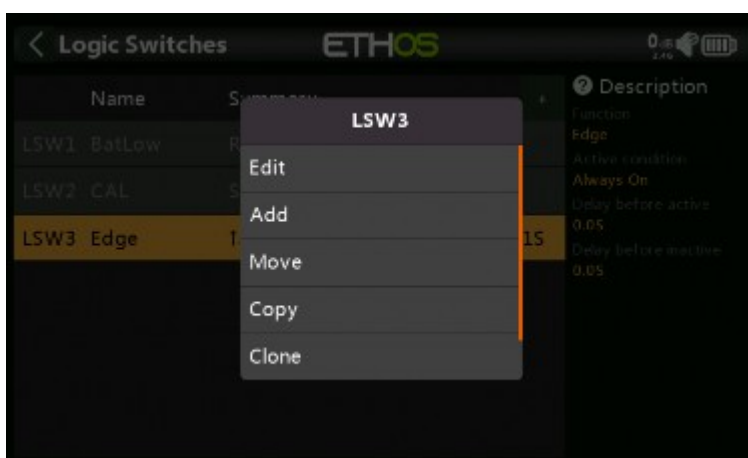 Logic Switches
ETHOS
Name
LSW1 BatLow
LSW2 CAL
LSW3 Edge
1S
LSW3
Edit
Add
Move
Copy
Clone
Description
Function
Edge
Active condition
Always On
Delay before active
0.0S
Delay before inactive
0.0S